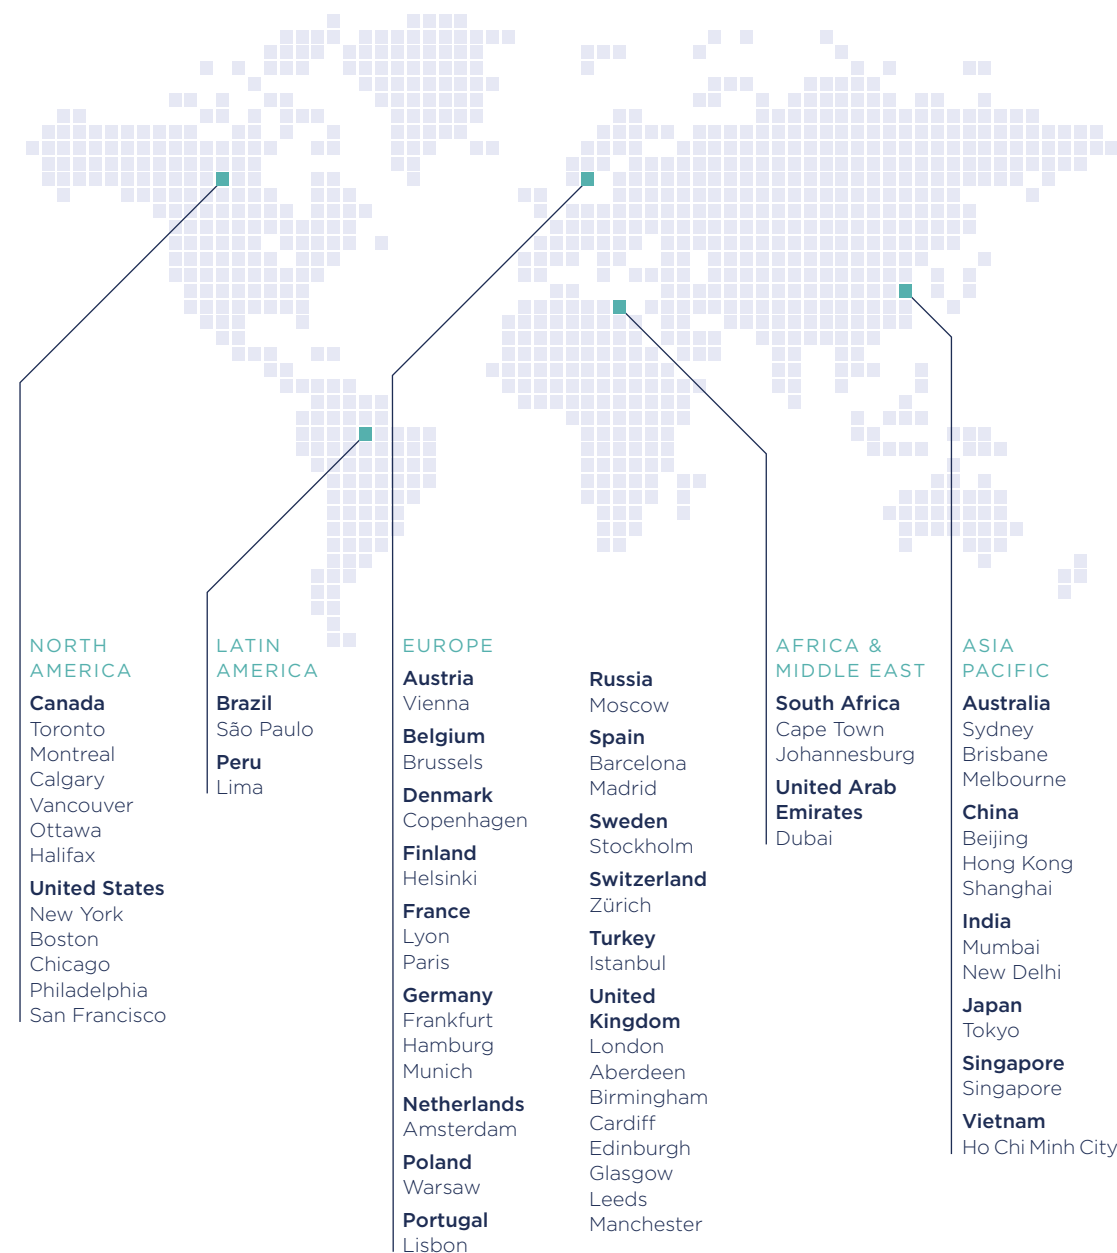 NORTH
AMERICA
Canada
Toronto
Montreal
Calgary
Vancouver
Ottawa
Halifax
United States
New York
Boston
Chicago
Philadelphia
San Francisco
LATIN
AMERICA
Brazil
São Paulo
Peru
Lima
EUROPE
Austria
Vienna
Belgium
Brussels
Denmark
Copenhagen
Finland
Helsinki
France
Lyon
Paris
Germany
Frankfurt
Hamburg
Munich
Netherlands
Amsterdam
Poland
Warsaw
Portugal
Lisbon
Russia
Moscow
Spain
Barcelona
Madrid
Sweden
Stockholm
Switzerland
Zürich
Turkey
Istanbul
United
Kingdom
London
Aberdeen
Birmingham
Cardiff
Edinburgh
Glasgow
Leeds
Manchester
AFRICA &
MIDDLE EAST
South Africa
Cape Town
Johannesburg
United Arab
Emirates
Dubai
ASIA
PACIFIC
Australia
Sydney
Brisbane
Melbourne
China
Beijing
Hong Kong
Shanghai
India
Mumbai
New Delhi
Japan
Tokyo
Singapore
Singapore
Vietnam
Ho Chi Minh City